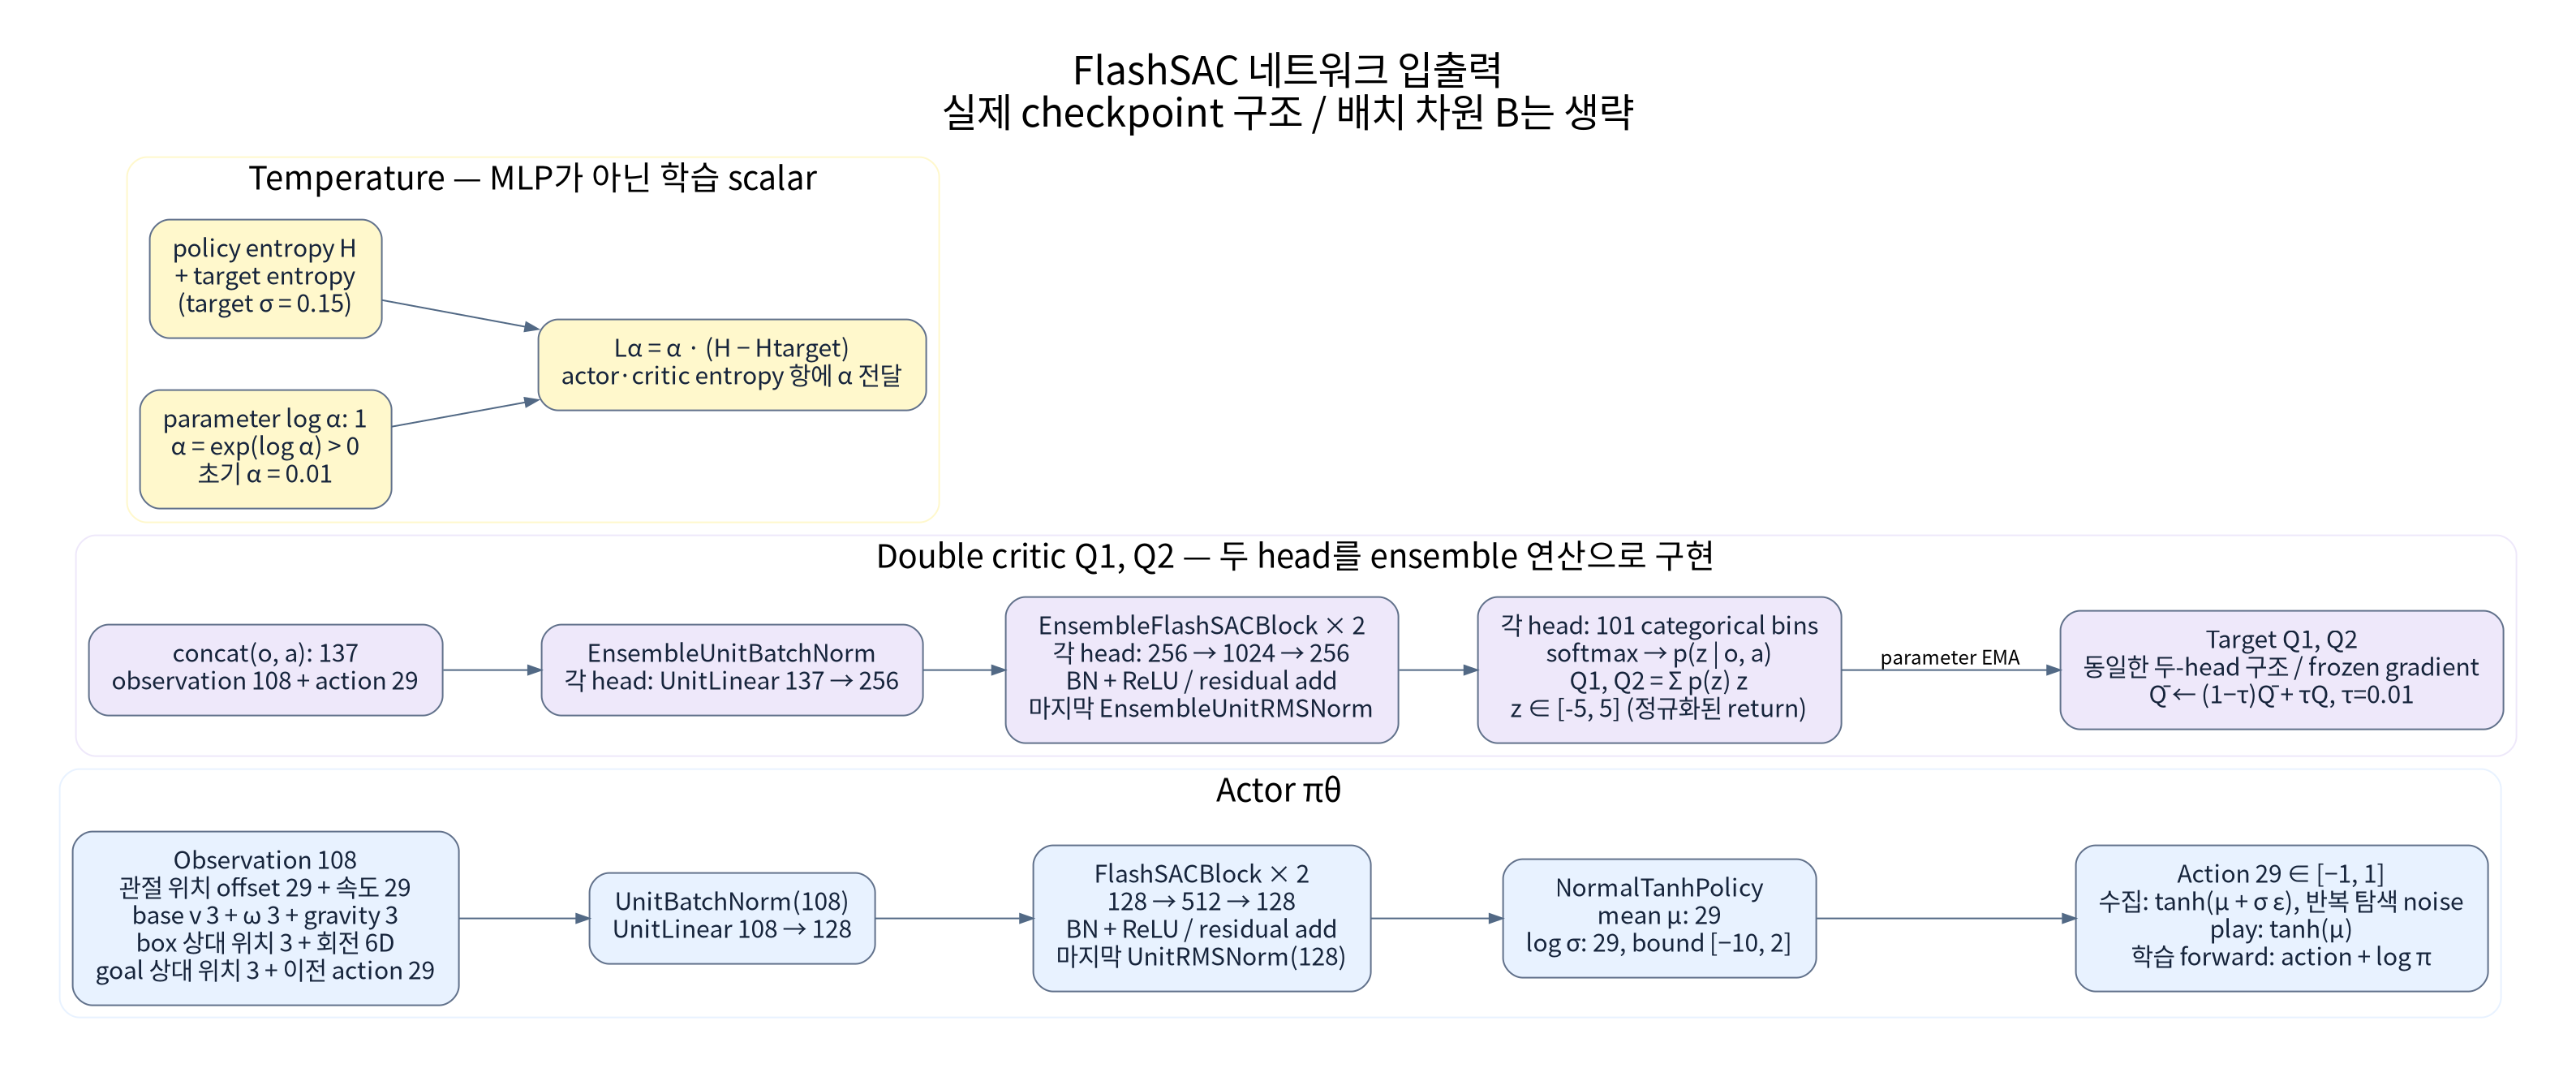 FlashSAC 네트워크 입출력
실제 checkpoint 구조 / 배치 차원 B는 생략
Temperature — MLP가 아닌 학습 scalar
policy entropy H
+ target entropy
(target σ = 0.15)
parameter log α: 1
α = exp(log α) > 0
초기 α = 0.01
Lα = α · (H − Htarget)
actor·critic entropy 항에 α 전달
Double critic Q1, Q2 — 두 head를 ensemble 연산으로 구현
concat(o, a): 137
observation 108 + action 29
EnsembleUnitBatchNorm
각 head: UnitLinear 137 → 256
EnsembleFlashSACBlock × 2
각 head: 256 → 1024 → 256
BN + ReLU / residual add
마지막 EnsembleUnitRMSNorm
각 head: 101 categorical bins
softmax → p(z | o, a)
Q1, Q2 = Σ p(z) z
z ∈ [-5, 5] (정규화된 return)
parameter EMA
Target Q1, Q2
동일한 두-head 구조 / frozen gradient
Q̄ ← (1−τ)Q̄ + τQ, τ=0.01
Actor πθ
Observation 108
관절 위치 offset 29 + 속도 29
base v 3 + ω 3 + gravity 3
box 상대 위치 3 + 회전 6D
goal 상대 위치 3 + 이전 action 29
UnitBatchNorm(108)
UnitLinear 108 → 128
FlashSACBlock × 2
128 → 512 → 128
BN + ReLU / residual add
마지막 UnitRMSNorm(128)
NormalTanhPolicy
mean μ: 29
log σ: 29, bound [−10, 2]
Action 29 ∈ [−1, 1]
수집: tanh(μ + σ ε), 반복 탐색 noise
play: tanh(μ)
학습 forward: action + log π